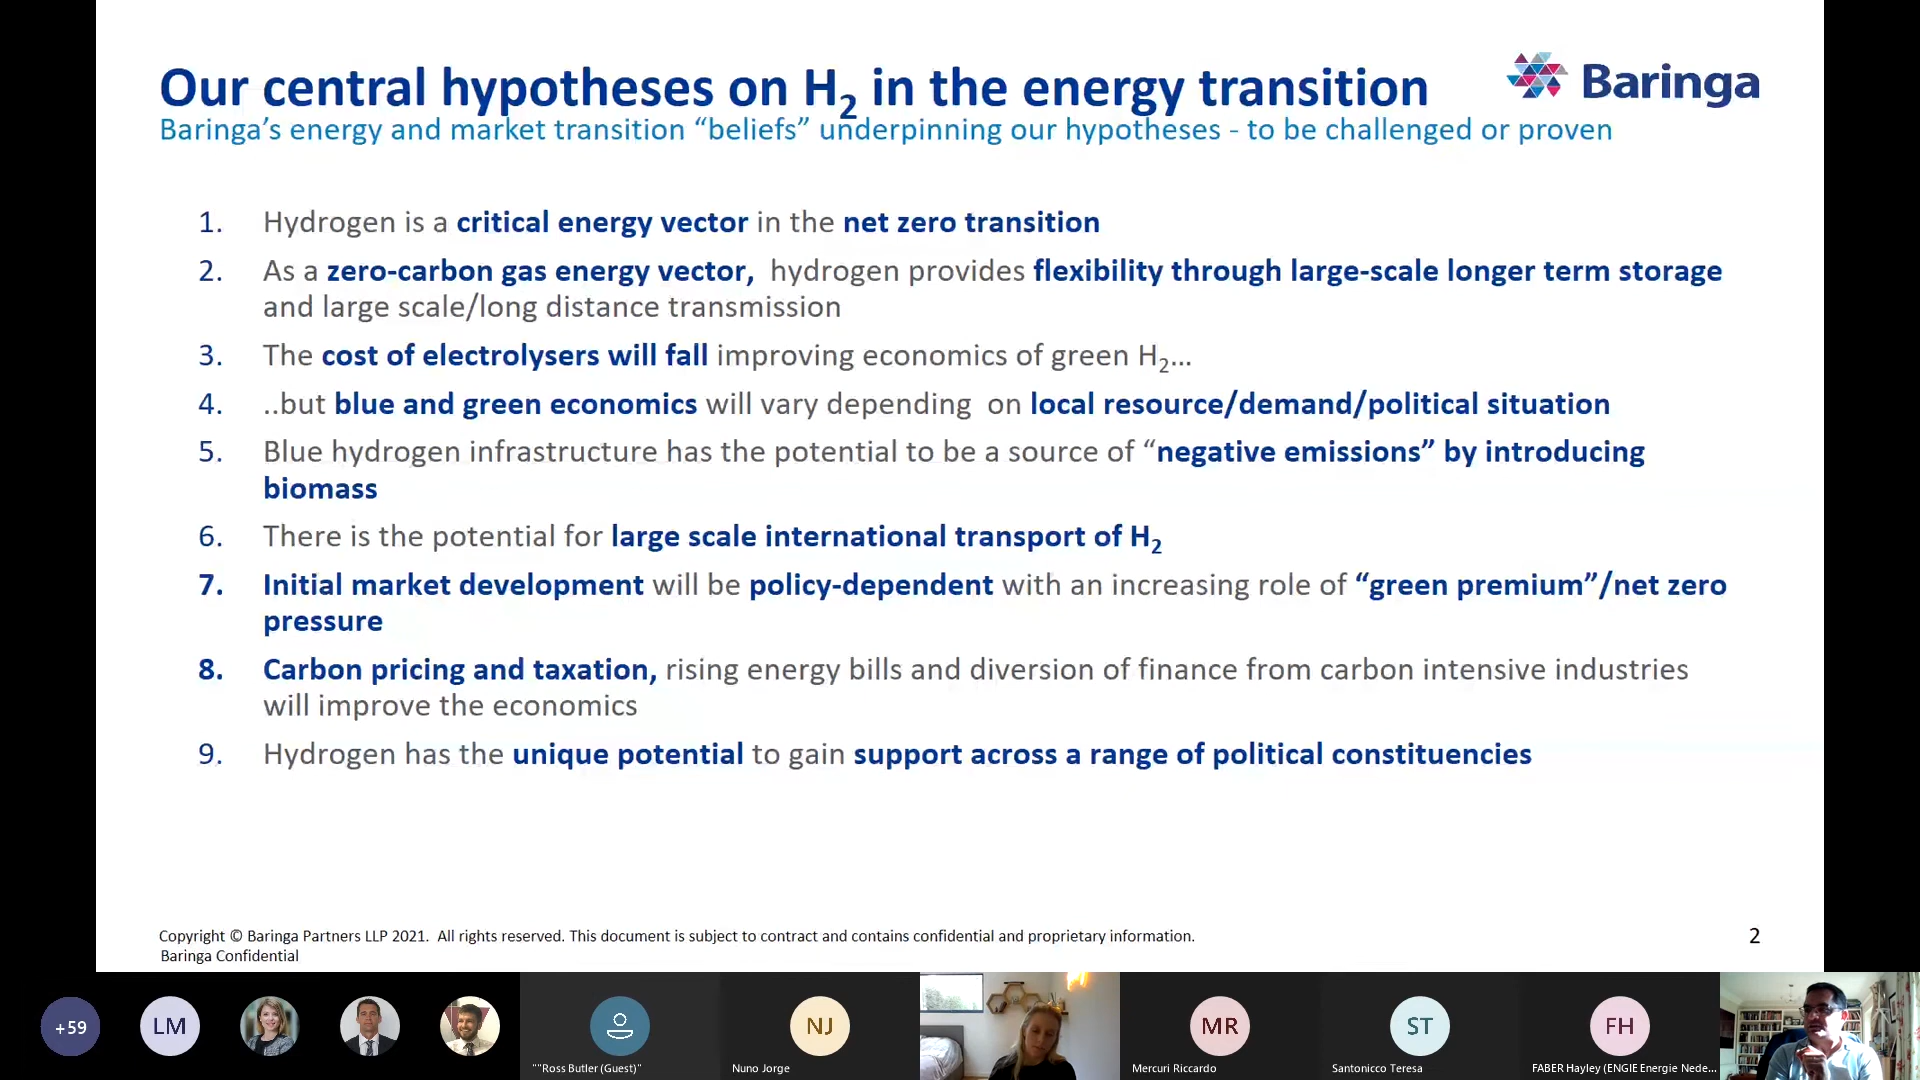 Our central hypotheses on H2 in the energy transition
Baringa
Baringa’s energy and market transition “beliefs” underpinning our hypotheses - to be challenged or proven
1. Hydrogen is a critical energy vector in the net zero transition
2. As a zero-carbon gas energy vector, hydrogen provides flexibility through large-scale longer term storage
and large scale/long distance transmission
3. The cost of electrolysers will fall improving economics of green H2...
4. ..but blue and green economics will vary depending on local resource/demand/political situation
5. Blue hydrogen infrastructure has the potential to be a source of “negative emissions” by introducing
biomass
6. There is the potential for large scale international transport of H2
7. Initial market development will be policy-dependent with an increasing role of “green premium”/net zero
pressure
8. Carbon pricing and taxation, rising energy bills and diversion of finance from carbon intensive industries
will improve the economics
9. Hydrogen has the unique potential to gain support across a range of political constituencies
Copyright © Baringa Partners LLP 2021. All rights reserved. This document is subject to contract and contains confidential and proprietary information.
Baringa Confidential
2
+59
LM
NJ
MR
ST
FH
""Ross Butler (Guest)"
Nuno Jorge
Mercuri Riccardo
Santonicco Teresa
FABER Hayley (ENGIE Energie Nede...